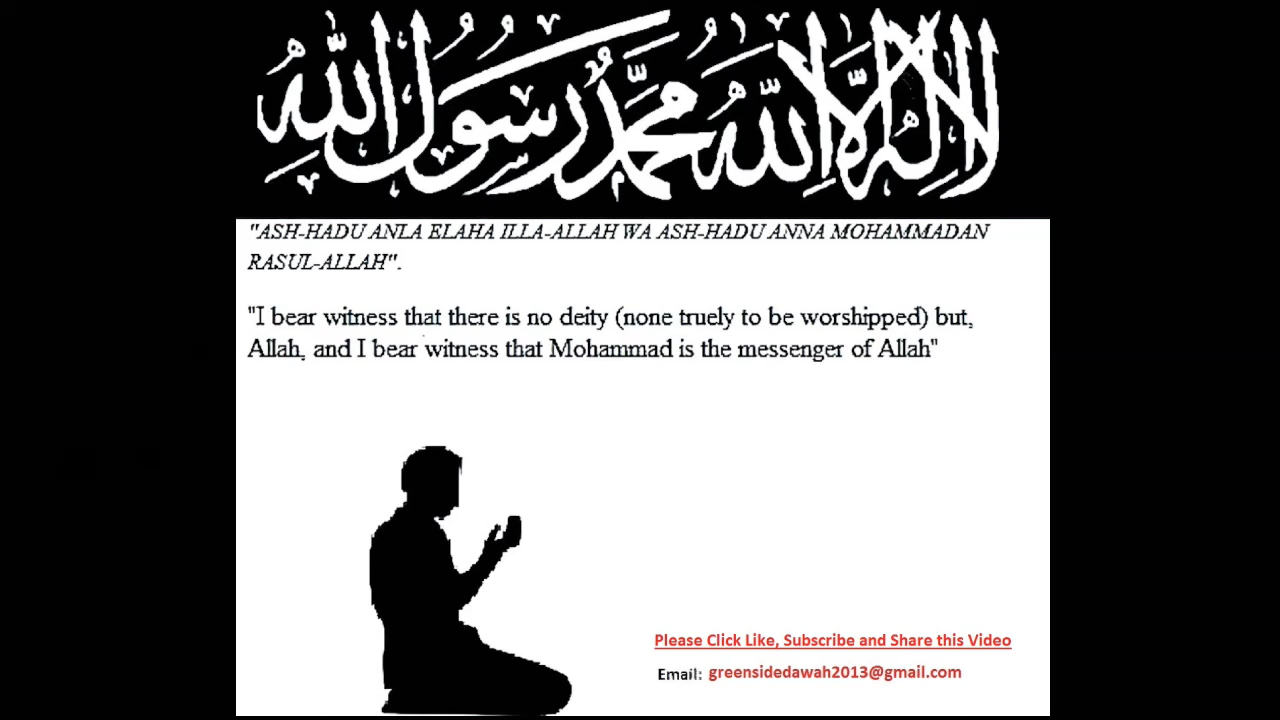 لا إله إلا الله محمد رسول الله
"ASH-HADU ANLA ELAHA ILLA-ALLAH WA ASH-HADU ANNA MOHAMMADAN
RASUL-ALLAH".
"I bear witness that there is no deity (none truely to be worshipped) but,
Allah, and I bear witness that Mohammad is the messenger of Allah"
Please Click Like, Subscribe and Share this Video
Email: greensidedawah2013@gmail.com